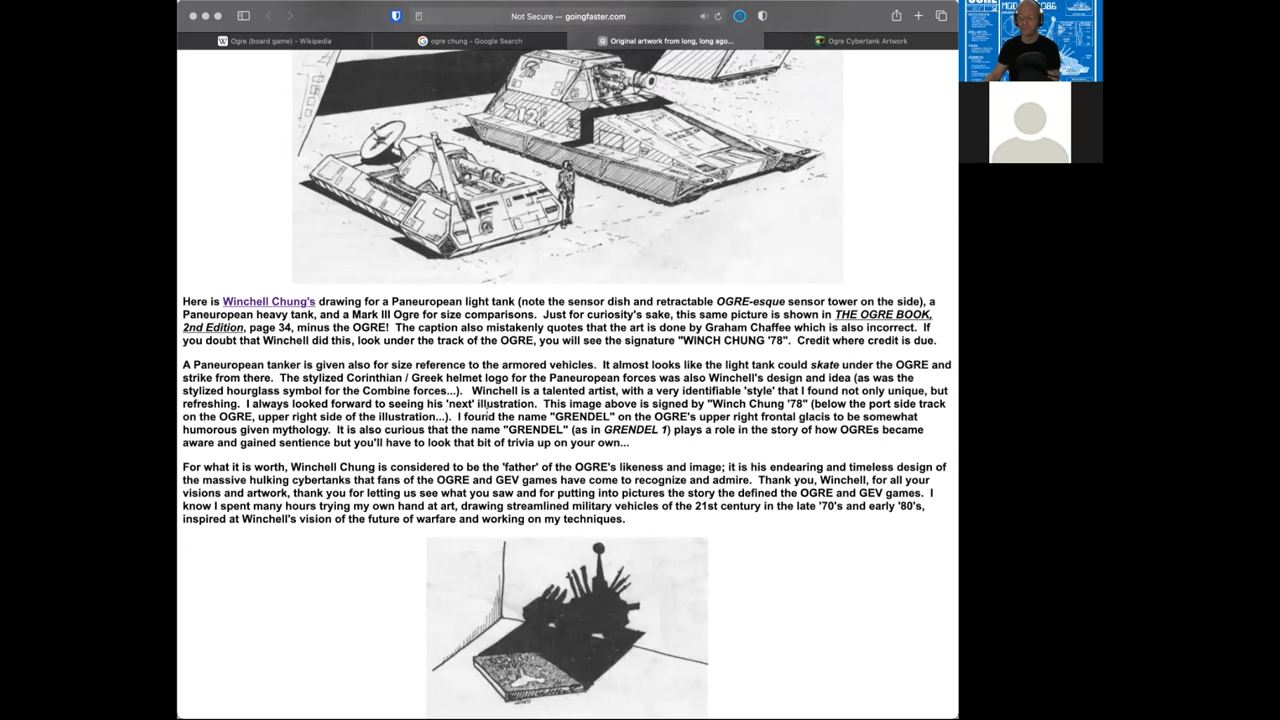 Not Secure — goingfaster.com
Ogre (board game) - Wikipedia
ogre chung - Google Search
Original artwork from long, long ago...
Ogre Cybertank Artwork
Here is Winchell Chung's drawing for a Paneuropean light tank (note the sensor dish and retractable OGRE-esque sensor tower on the side), a
Paneuropean heavy tank, and a Mark III Ogre for size comparisons. Just for curiosity's sake, this same picture is shown in THE OGRE BOOK,
2nd Edition, page 34, minus the OGRE! The caption also mistakenly quotes that the art is done by Graham Chaffee which is also incorrect. If
you doubt that Winchell did this, look under the track of the OGRE, you will see the signature "WINCH CHUNG '78". Credit where credit is due.
A Paneuropean tanker is given also for size reference to the armored vehicles. It almost looks like the light tank could skate under the OGRE and
strike from there. The stylized Corinthian / Greek helmet logo for the Paneuropean forces was also Winchell's design and idea (as was the
stylized hourglass symbol for the Combine forces...). Winchell is a talented artist, with a very identifiable 'style' that I found not only unique, but
refreshing. I always looked forward to seeing his 'next' illustration. This image above is signed by "Winch Chung '78" (below the port side track
on the OGRE, upper right side of the illustration...). I found the name "GRENDEL" on the OGRE's upper right frontal glacis to be somewhat
humorous given mythology. It is also curious that the name "GRENDEL" (as in GRENDEL 1) plays a role in the story of how OGREs became
aware and gained sentience but you'll have to look that bit of trivia up on your own...
For what it is worth, Winchell Chung is considered to be the 'father' of the OGRE's likeness and image; it is his endearing and timeless design of
the massive hulking cybertanks that fans of the OGRE and GEV games have come to recognize and admire. Thank you, Winchell, for all your
visions and artwork, thank you for letting us see what you saw and for putting into pictures the story the defined the OGRE and GEV games. I
know I spent many hours trying my own hand at art, drawing streamlined military vehicles of the 21st century in the late '70's and early '80's,
inspired at Winchell's vision of the future of warfare and working on my techniques.